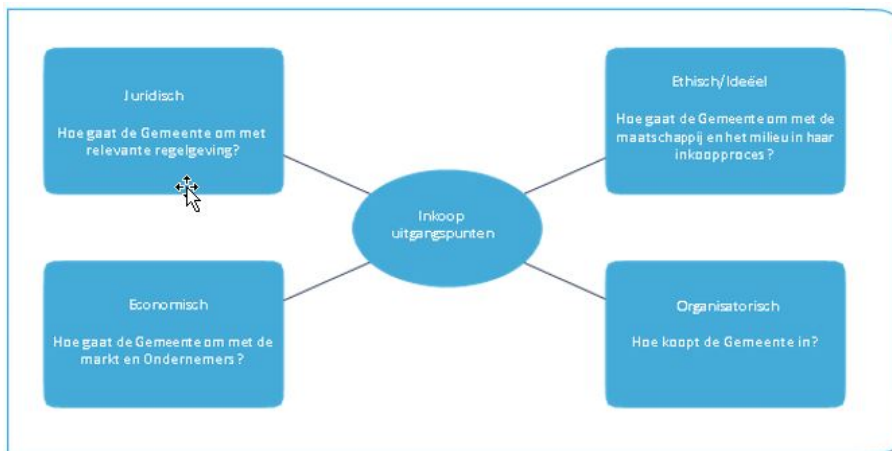 Juridisch
Hoe gaat de Gemeente om met
relevante regelgeving?
Ethisch/Ideëel
Hoe gaat de Gemeente om met de
maatschappij en het milieu in haar
inkoopproces?
Inkoop
uitgangspunten
Economisch
Hoe gaat de Gemeente om met de
markt en Ondernemers?
Organisatorisch
Hoe koopt de Gemeente in?